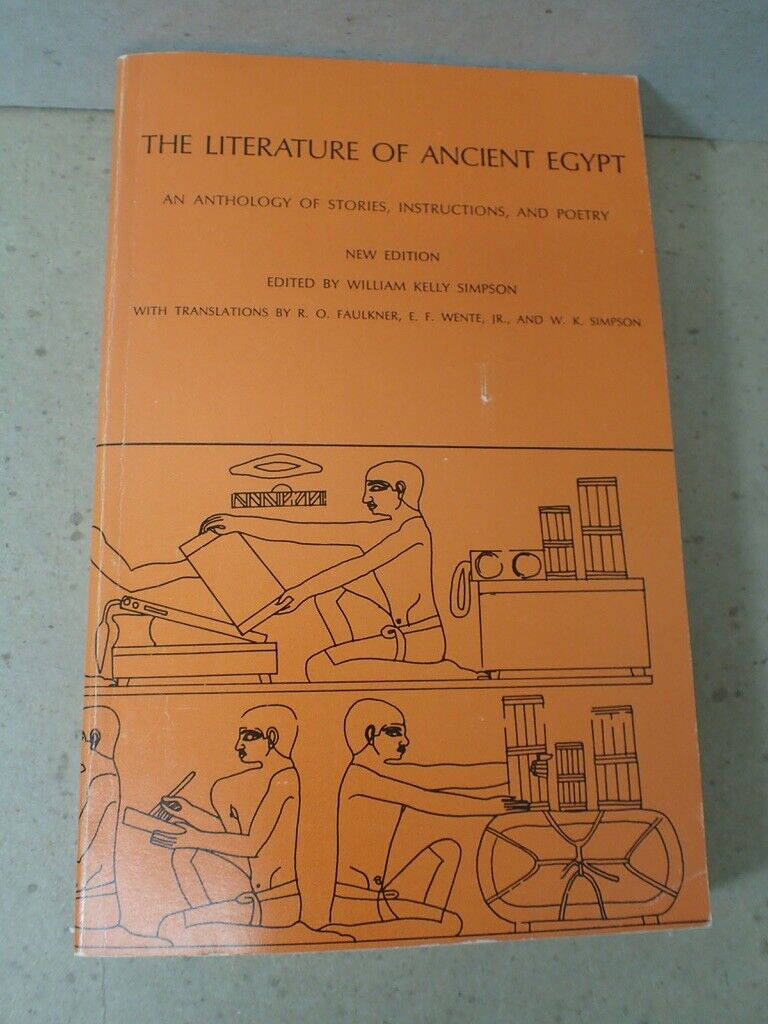 THE LITERATURE OF ANCIENT EGYPT
AN ANTHOLOGY OF STORIES, INSTRUCTIONS, AND POETRY
NEW EDITION
EDITED BY WILLIAM KELLY SIMPSON
WITH TRANSLATIONS BY R. O. FAULKNER, E. F. WENTE, JR., AND W. K. SIMPSON